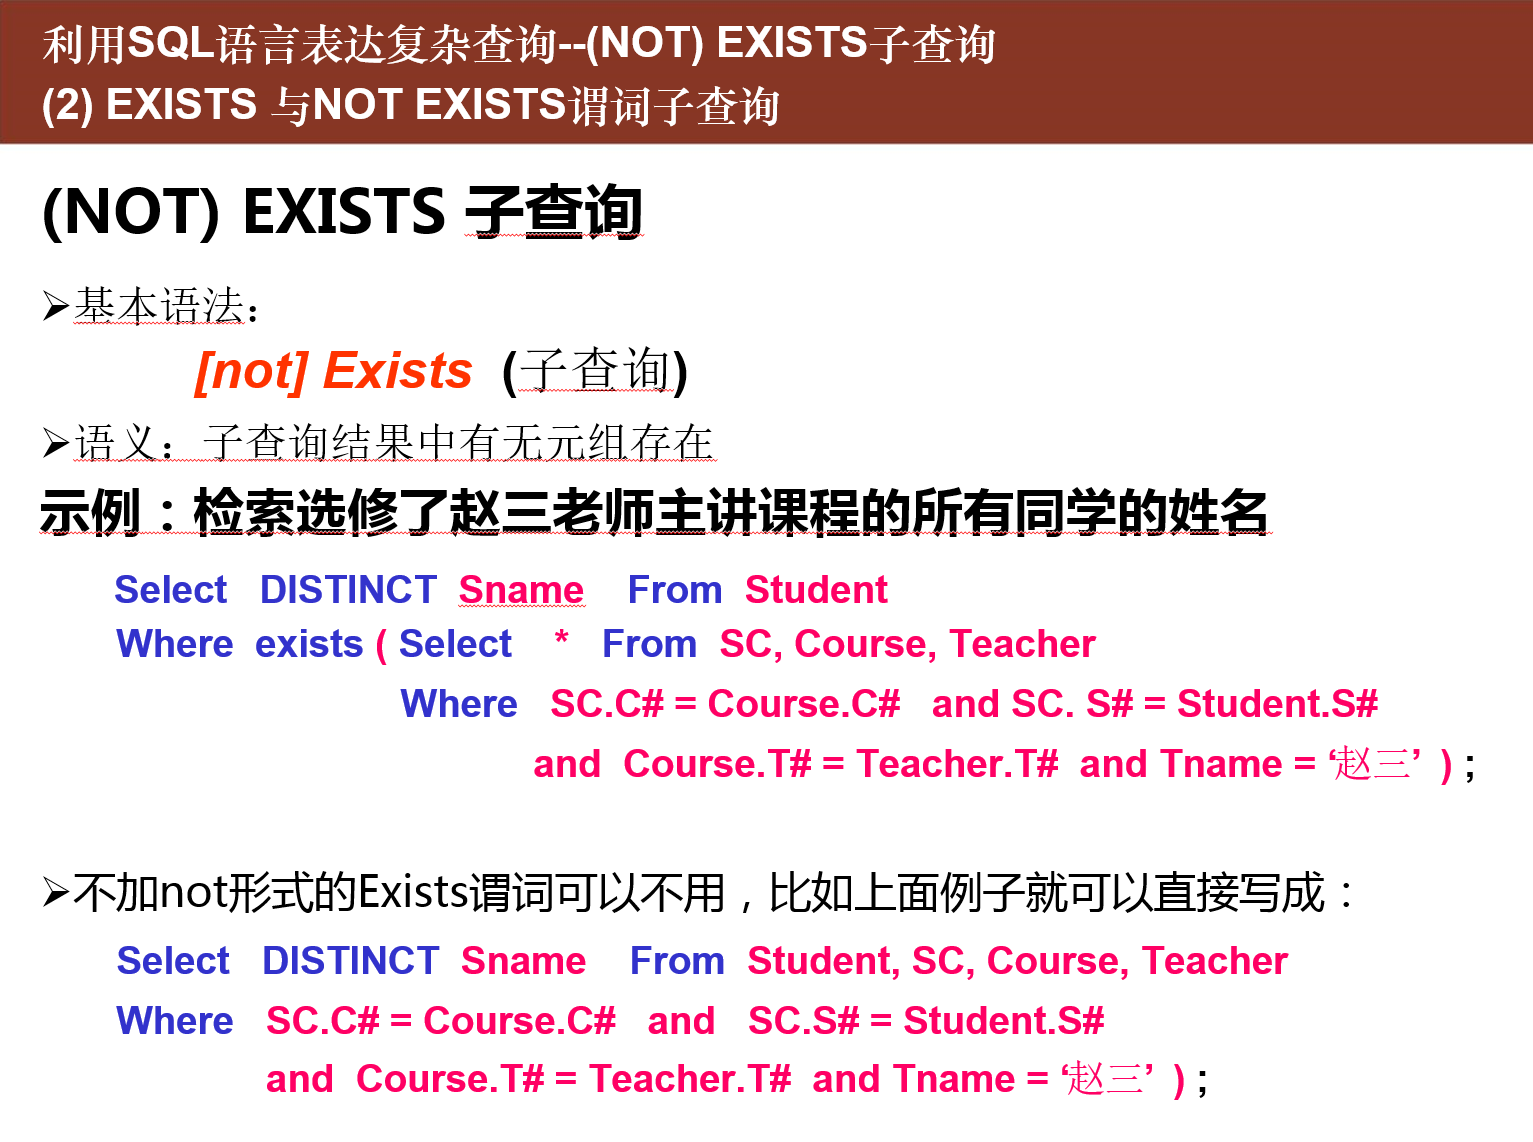 利用SQL语言表达复杂查询--(NOT) EXISTS子查询
(2) EXISTS 与NOT EXISTS谓词子查询
(NOT) EXISTS 子查询
➢基本语法：
[not] Exists (子查询)
➢语义：子查询结果中有无元组存在
示例：检索选修了赵三老师主讲课程的所有同学的姓名
Select DISTINCT Sname From Student
Where exists ( Select * From SC, Course, Teacher
Where SC.C# = Course.C# and SC. S# = Student.S#
and Course.T# = Teacher.T# and Tname = ‘赵三’ ) ;
➢不加not形式的Exists谓词可以不用，比如上面例子就可以直接写成：
Select DISTINCT Sname From Student, SC, Course, Teacher
Where SC.C# = Course.C# and SC.S# = Student.S#
and Course.T# = Teacher.T# and Tname = ‘赵三’ ) ;